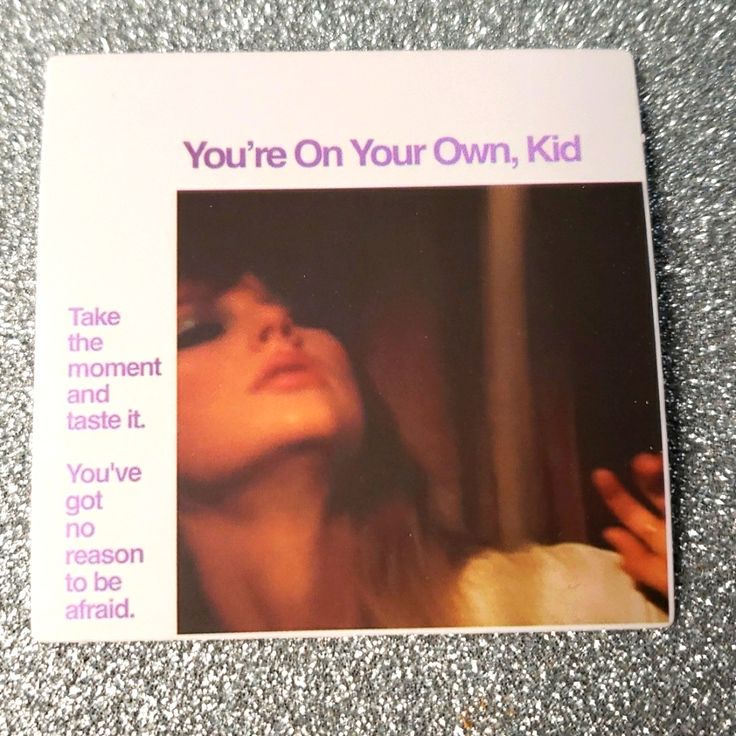 You're On Your Own, Kid
Take
the
moment
and
taste it.
You've
got
no
reason
to be
afraid.